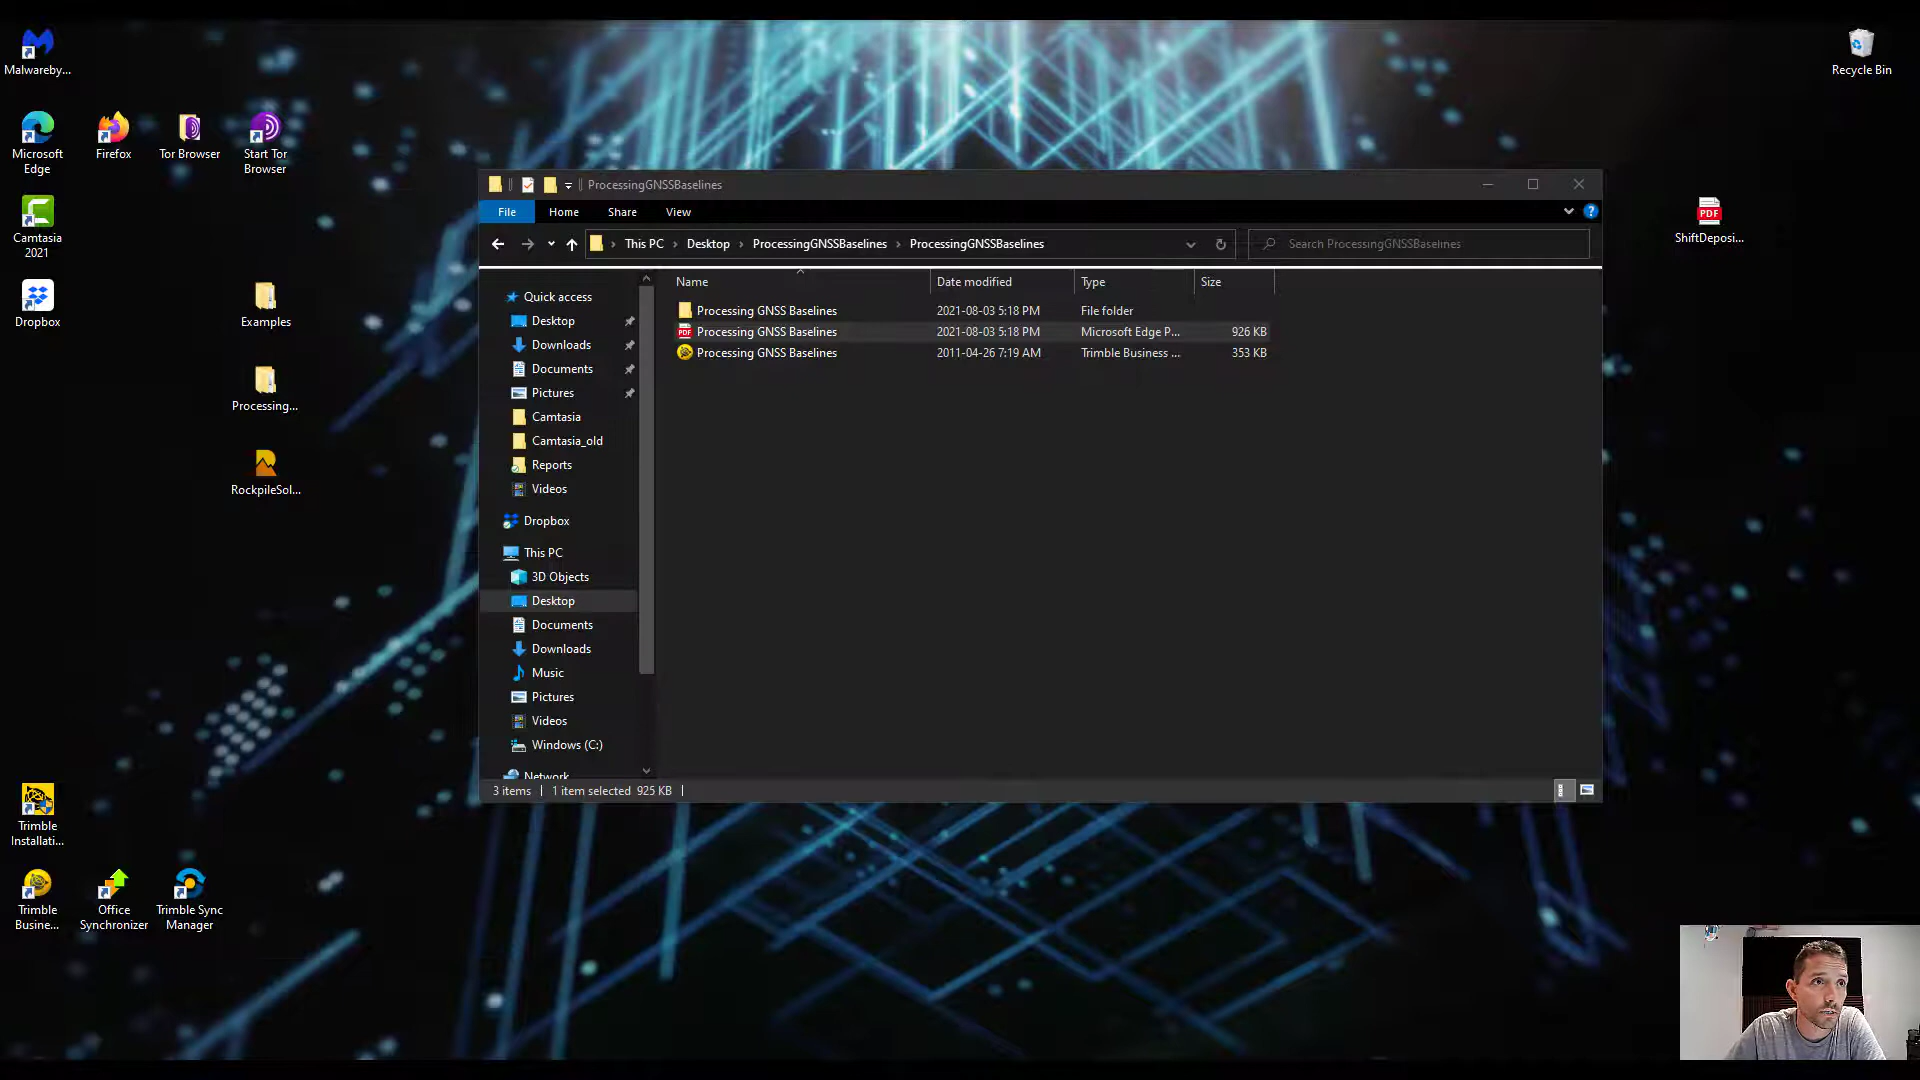 Malwareby...
Microsoft
Edge
Firefox
Tor Browser
Start Tor
Browser
Camtasia
2021
Dropbox
Examples
Processing...
RockpileSol...
Trimble
Installati...
Trimble
Busine...
Office
Synchronizer
Trimble Sync
Manager
Recycle Bin
PDF
ShiftDeposi...
ProcessingGNSSBaselines
File Home Share View
This PC Desktop ProcessingGNSSBaselines ProcessingGNSSBaselines
Search ProcessingGNSSBaselines
Name Date modified Type Size
Processing GNSS Baselines 2021-08-03 5:18 PM File folder
PDF Processing GNSS Baselines 2021-08-03 5:18 PM Microsoft Edge P... 926 KB
Processing GNSS Baselines 2011-04-26 7:19 AM Trimble Business ... 353 KB
Quick access
Desktop
Downloads
Documents
Pictures
Camtasia
Camtasia_old
Reports
Videos
Dropbox
This PC
3D Objects
Desktop
Documents
Downloads
Music
Pictures
Videos
Windows (C:)
Network
3 items 1 item selected 925 KB